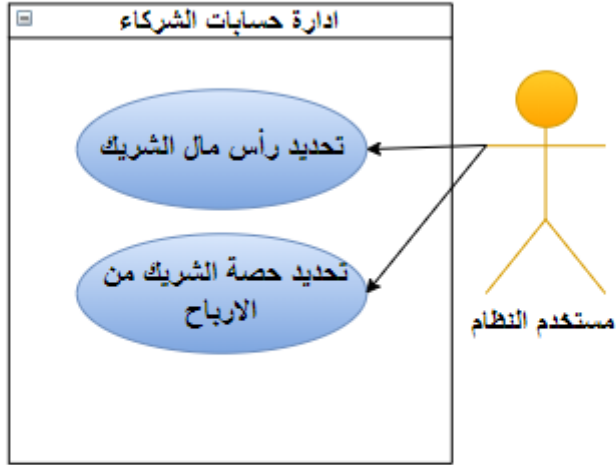 ادارة حسابات الشركاء
تحديد رأس مال الشريك
تحديد حصة الشريك من
الارباح
مستخدم النظام